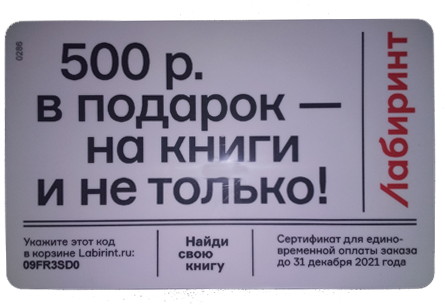 0286
500 р.
в подарок —
на книги
и не только!
Лабиринт
Укажите этот код
в корзине Labirint.ru:
09FR3SD0
Найди
свою
книгу
Сертификат для едино-
временной оплаты заказа
до 31 декабря 2021 года